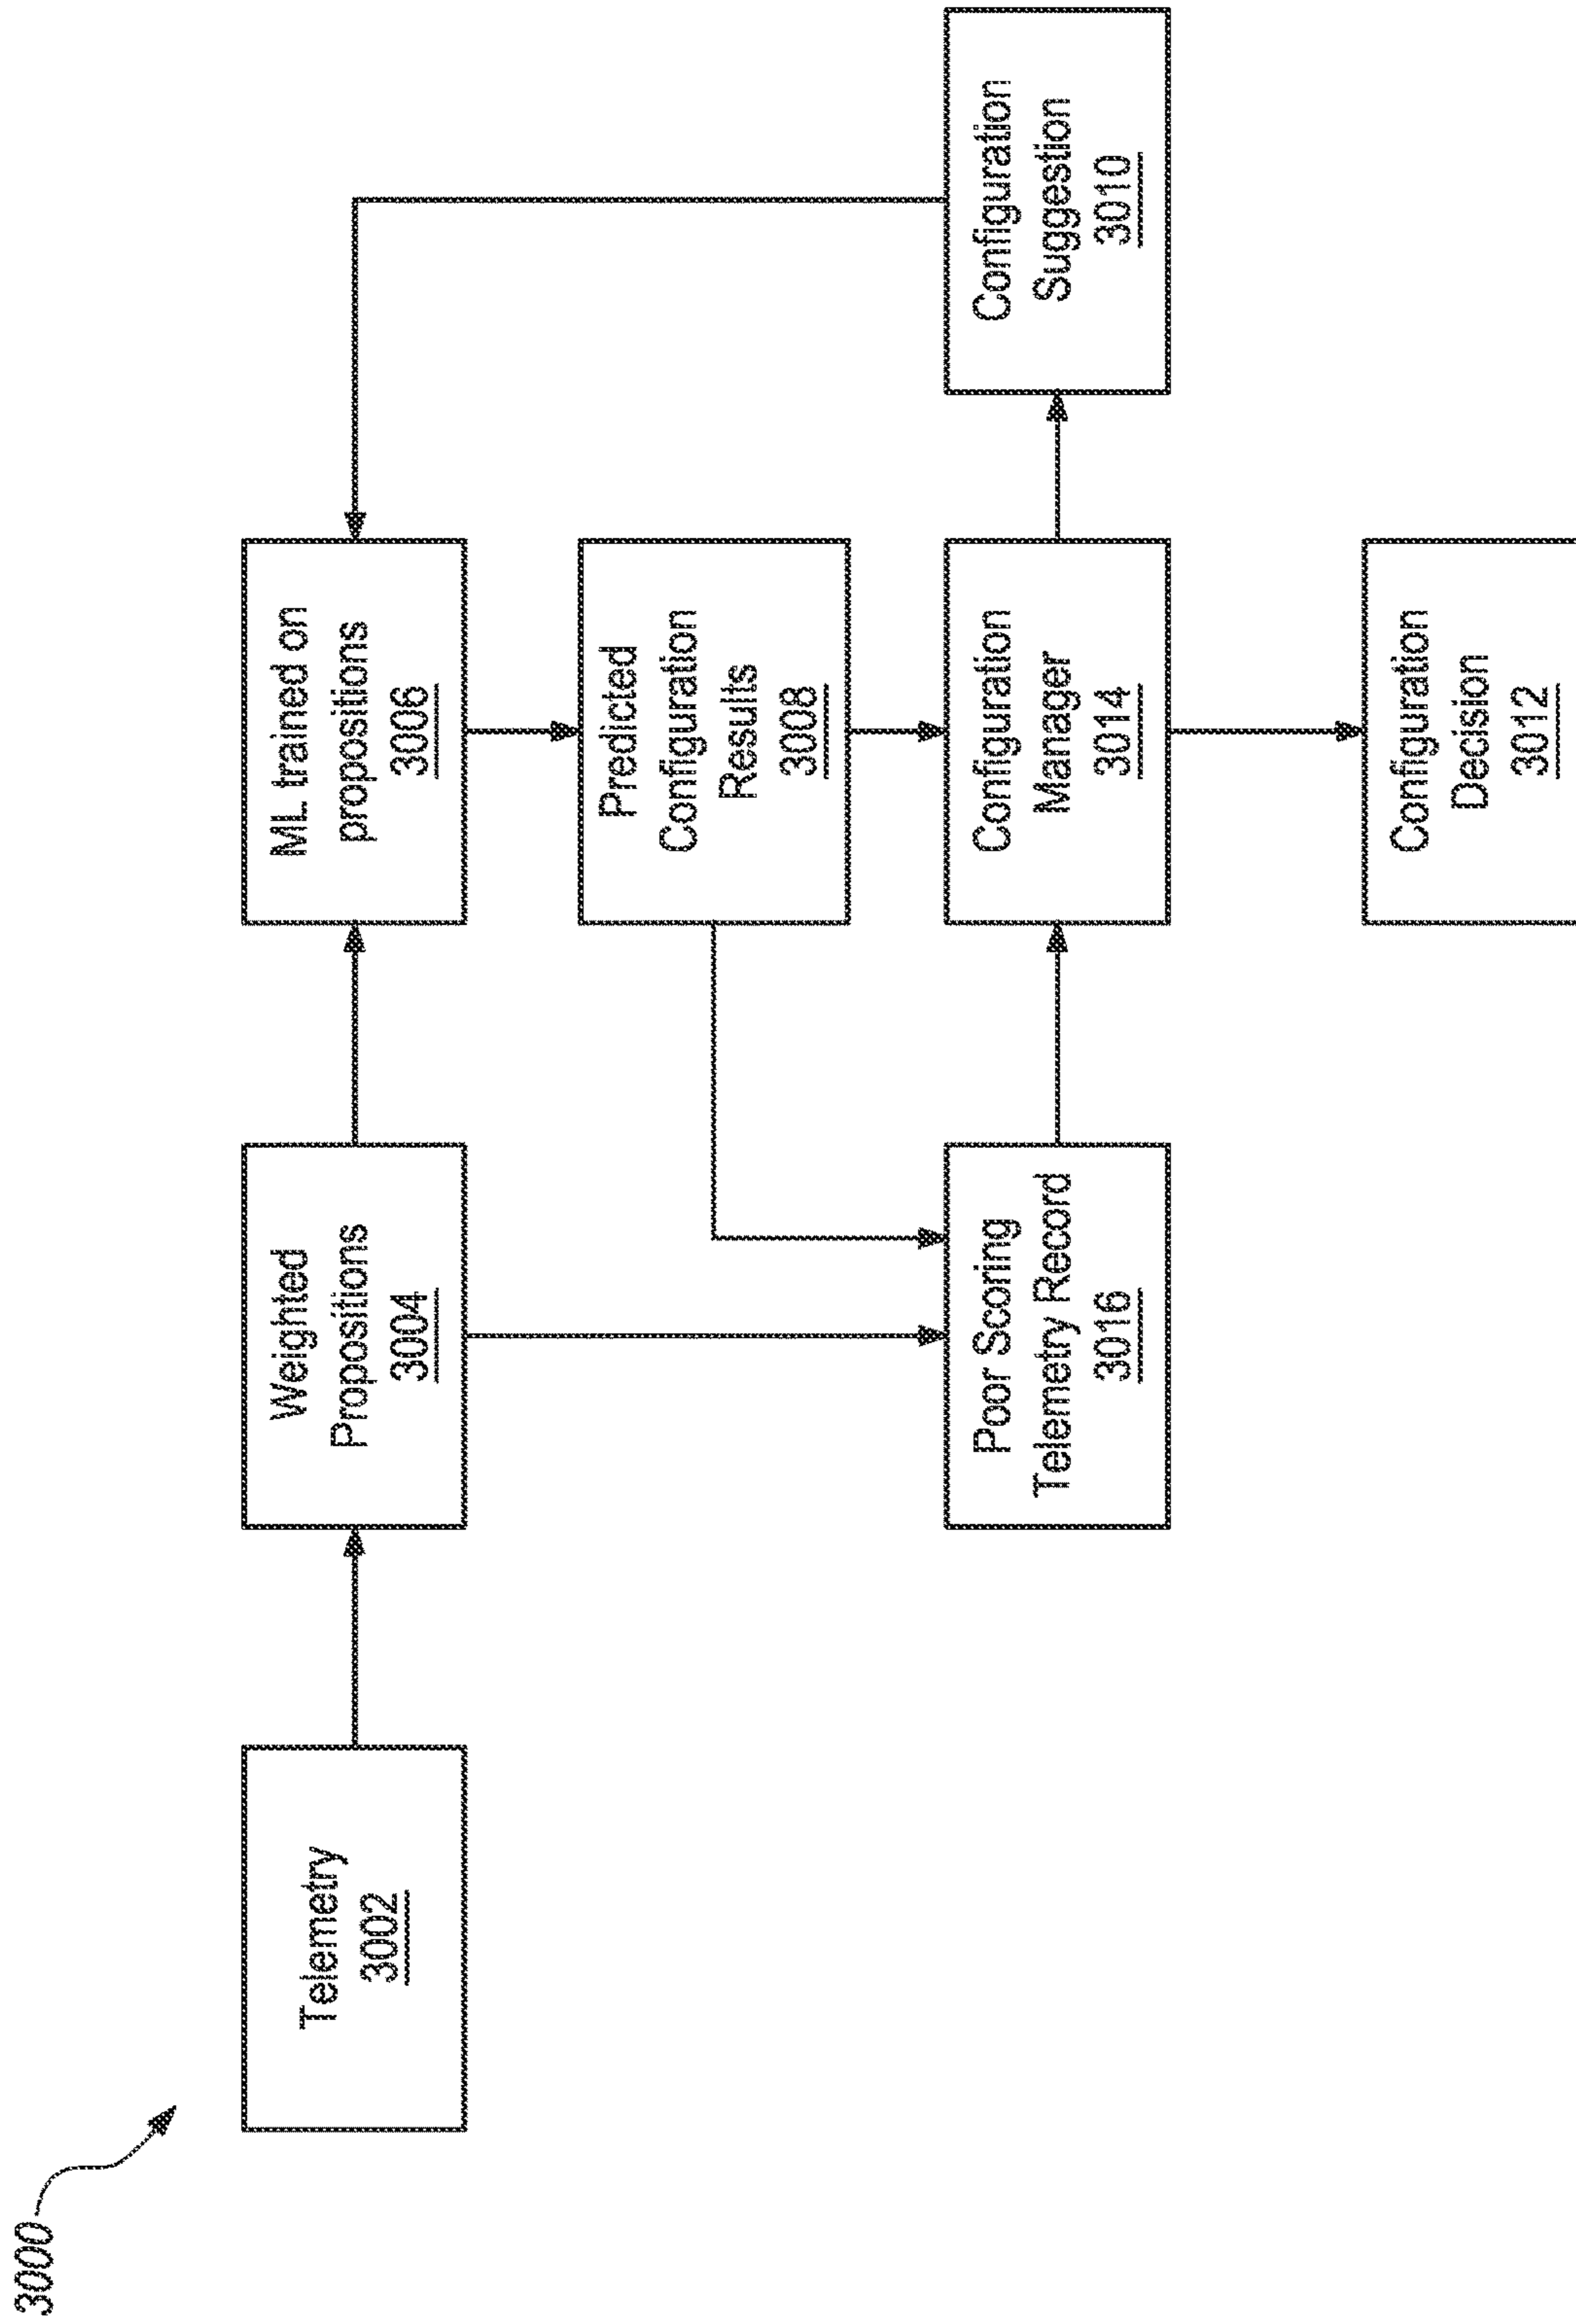 3000
Telemetry
3002
Weighted
Propositions
3004
ML trained on
propositions
3006
Predicted
Configuration
Results
3008
Poor Scoring
Telemetry Record
3016
Configuration
Manager
3014
Configuration
Suggestion
3010
Configuration
Decision
3012